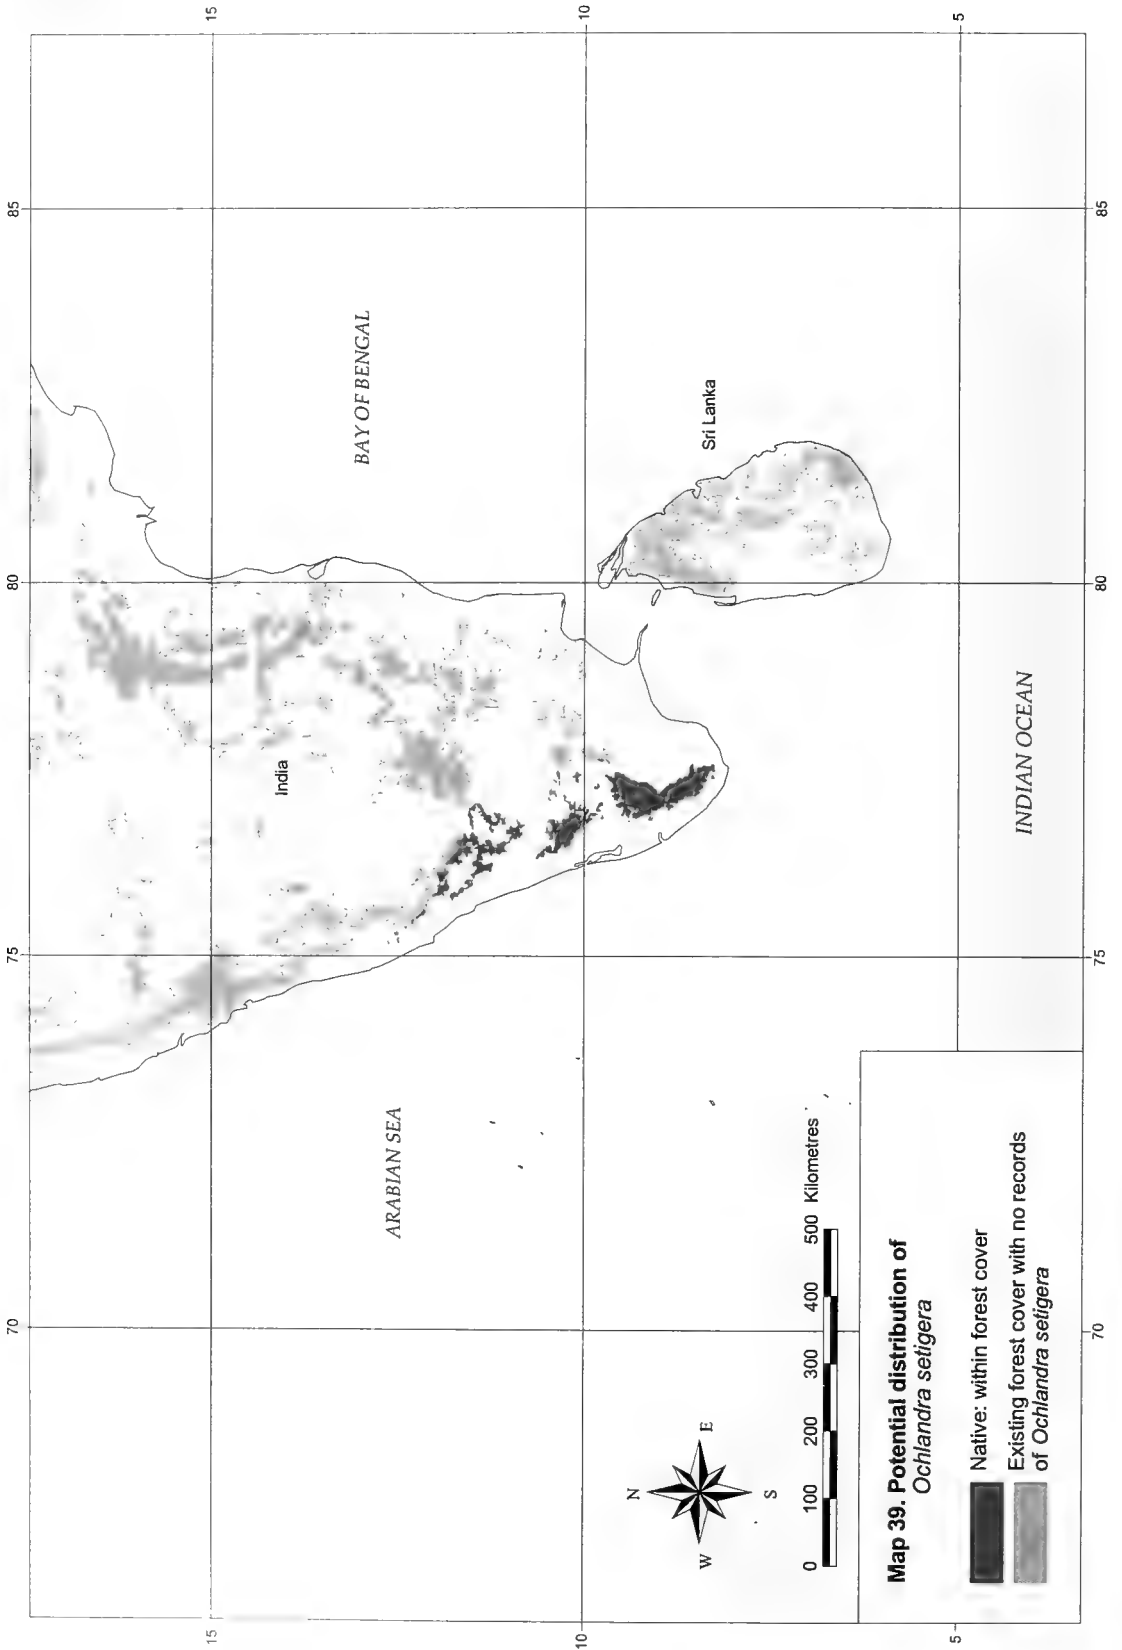 70
75
80
85
15
15
10
10
5
5
70
75
80
85
India
BAY OF BENGAL
Sri Lanka
ARABIAN SEA
INDIAN OCEAN
N
W
E
S
0 100 200 300 400 500 Kilometres
Map 39. Potential distribution of
Ochlandra setigera
Native: within forest cover
Existing forest cover with no records
of Ochlandra setigera